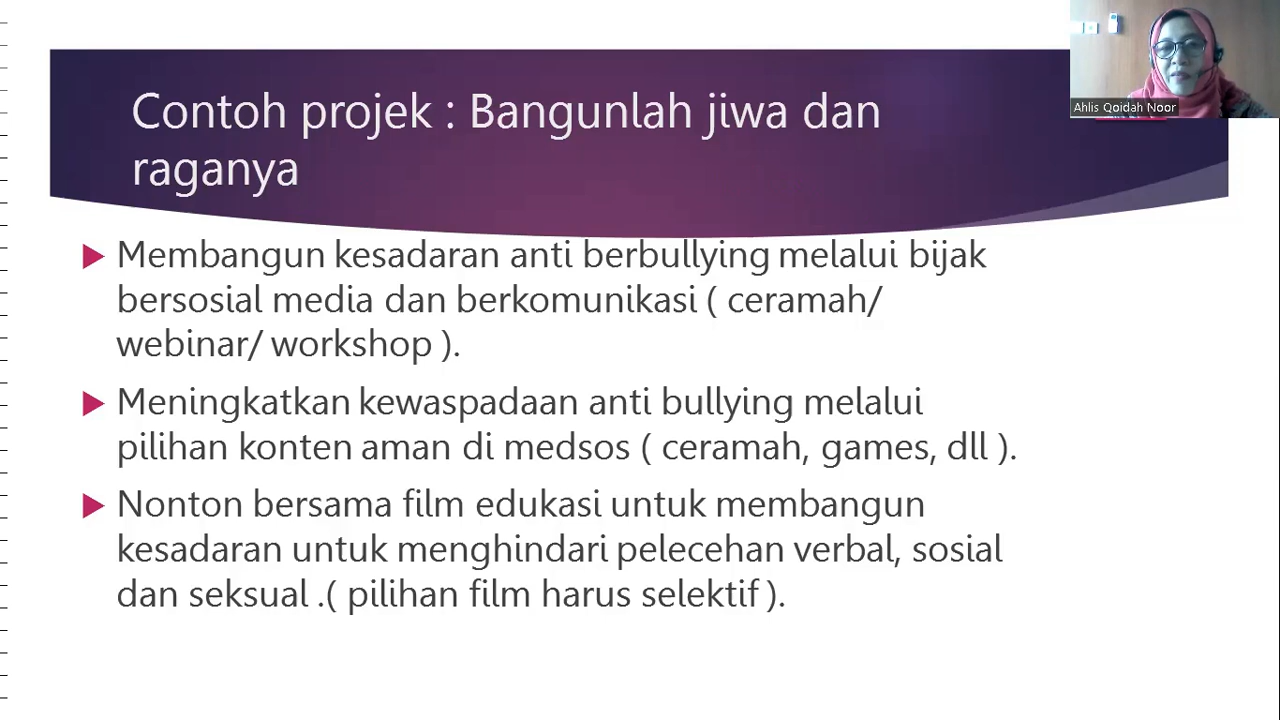 Contoh projek : Bangunlah jiwa dan
raganya
Ahlis Qoidah Noor
Membangun kesadaran anti berbullying melalui bijak
bersosial media dan berkomunikasi ( ceramah/
webinar/ workshop ).
Meningkatkan kewaspadaan anti bullying melalui
pilihan konten aman di medsos ( ceramah, games, dll ).
Nonton bersama film edukasi untuk membangun
kesadaran untuk menghindari pelecehan verbal, sosial
dan seksual .( pilihan film harus selektif ).